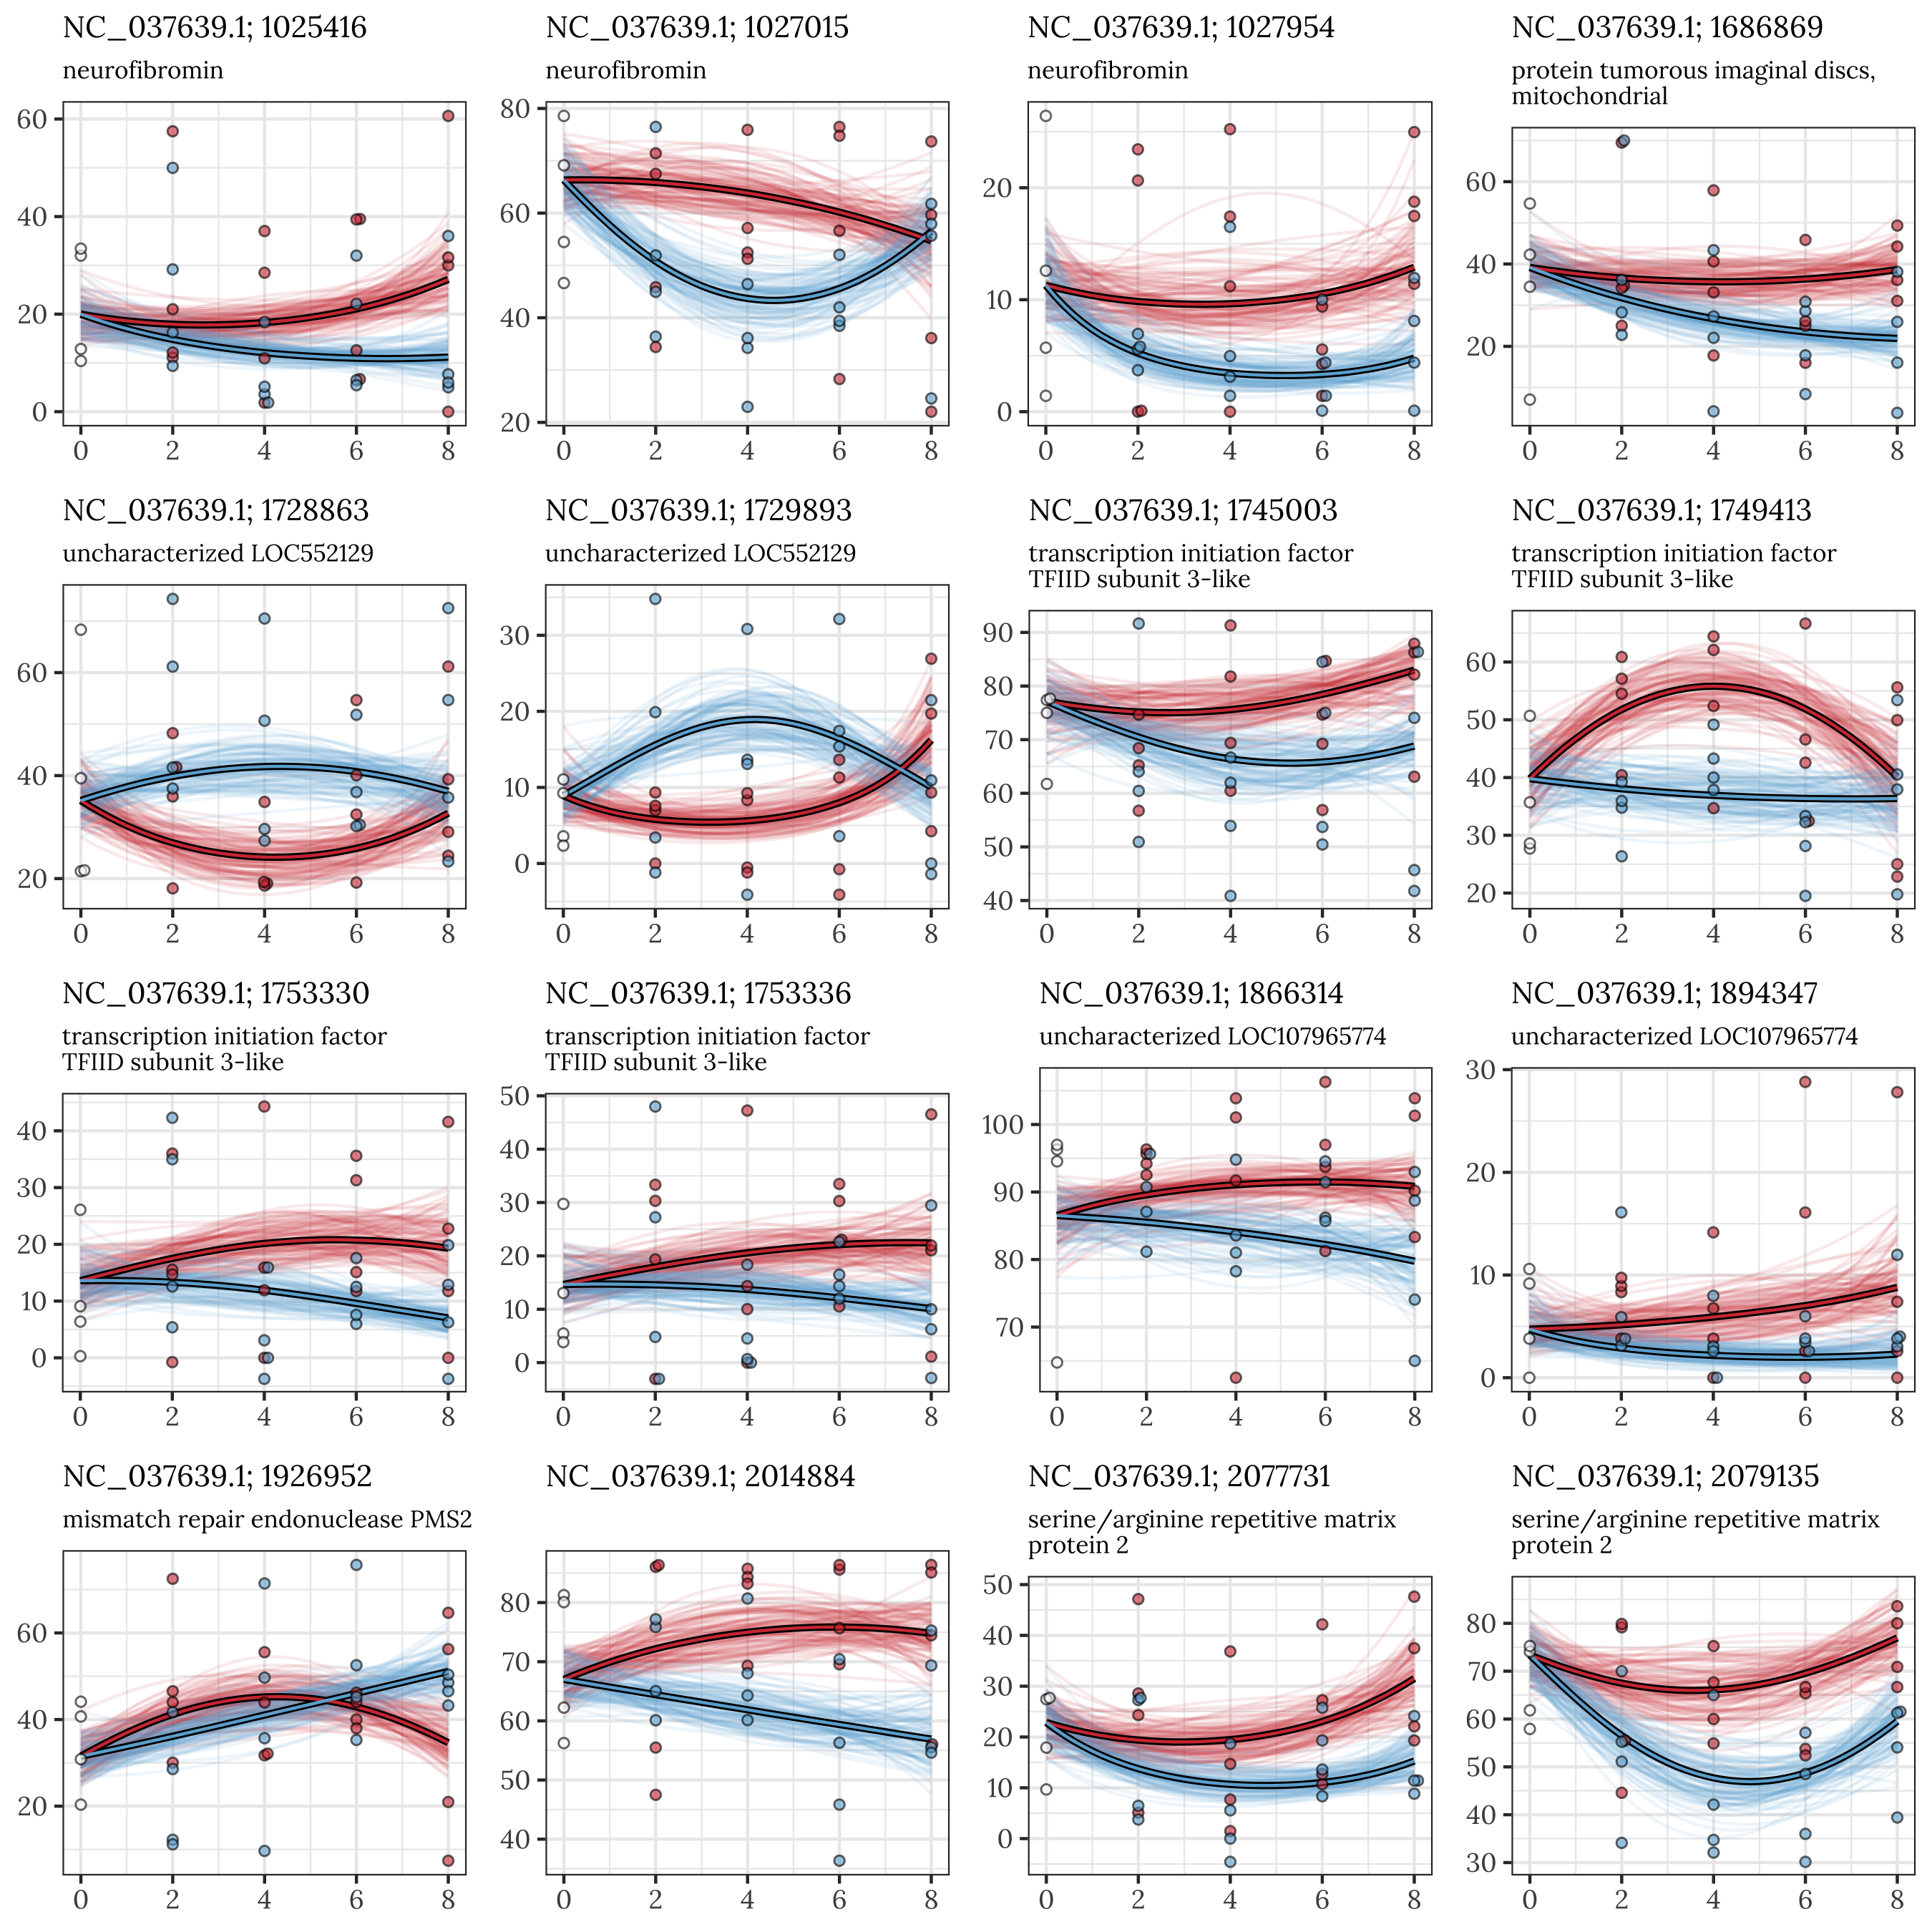 NC_037639.1; 1025416
neurofibromin
60
40
20
0
0 2 4 6 8
NC_037639.1; 1027015
neurofibromin
80
60
40
20
0 2 4 6 8
NC_037639.1; 1027954
neurofibromin
20
10
0
0 2 4 6 8
NC_037639.1; 1686869
protein tumorous imaginal discs,
mitochondrial
60
40
20
0 2 4 6 8
NC_037639.1; 1728863
uncharacterized LOC552129
60
40
20
0 2 4 6 8
NC_037639.1; 1729893
uncharacterized LOC552129
30
20
10
0
0 2 4 6 8
NC_037639.1; 1745003
transcription initiation factor
TFIID subunit 3-like
90
80
70
60
50
40
0 2 4 6 8
NC_037639.1; 1749413
transcription initiation factor
TFIID subunit 3-like
60
50
40
30
20
0 2 4 6 8
NC_037639.1; 1753330
transcription initiation factor
TFIID subunit 3-like
40
30
20
10
0
0 2 4 6 8
NC_037639.1; 1753336
transcription initiation factor
TFIID subunit 3-like
50
40
30
20
10
0
0 2 4 6 8
NC_037639.1; 1866314
uncharacterized LOC107965774
100
90
80
70
0 2 4 6 8
NC_037639.1; 1894347
uncharacterized LOC107965774
30
20
10
0
0 2 4 6 8
NC_037639.1; 1926952
mismatch repair endonuclease PMS2
60
40
20
0 2 4 6 8
NC_037639.1; 2014884
80
70
60
50
40
0 2 4 6 8
NC_037639.1; 2077731
serine/arginine repetitive matrix
protein 2
50
40
30
20
10
0
0 2 4 6 8
NC_037639.1; 2079135
serine/arginine repetitive matrix
protein 2
80
70
60
50
40
30
0 2 4 6 8